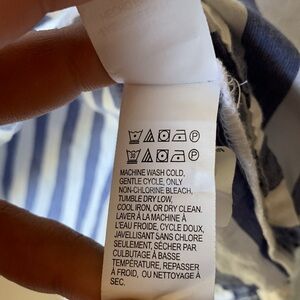 MACHINE WASH COLD,
GENTLE CYCLE, ONLY
NON-CHLORINE BLEACH,
TUMBLE DRY LOW,
COOL IRON, OR DRY CLEAN.
LAVER À LA MACHINE À
L'EAU FROIDE, CYCLE DOUX,
JAVELLISANT SANS CHLORE
SEULEMENT, SÉCHER PAR
CULBUTAGE À BASSE
TEMPÉRATURE, REPASSER
À FROID, OU NETTOYAGE À
SEC.